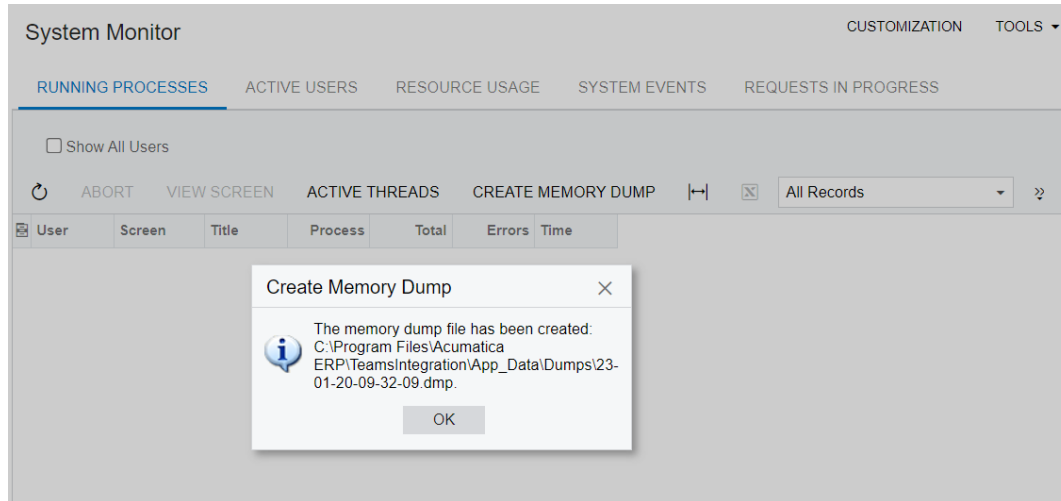 System Monitor
CUSTOMIZATION TOOLS
RUNNING PROCESSES ACTIVE USERS RESOURCE USAGE SYSTEM EVENTS REQUESTS IN PROGRESS
Show All Users
ABORT VIEW SCREEN ACTIVE THREADS CREATE MEMORY DUMP All Records
User Screen Title Process Total Errors Time
Create Memory Dump
The memory dump file has been created:
C:\Program Files\Acumatica
ERP\TeamsIntegration\App_Data\Dumps\23-
01-20-09-32-09.dmp.
OK